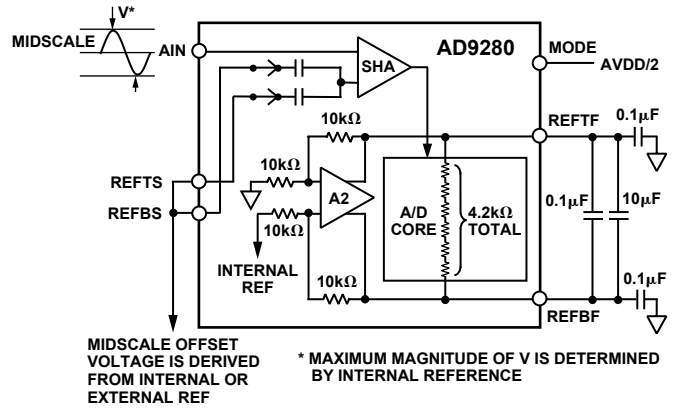 V*
MIDSCALE
AIN
SHA
AD9280
MODE
AVDD/2
10kΩ
REFTF
0.1µF
10kΩ
REFTS
REFBS
A2
10kΩ
A/D
CORE
4.2kΩ
TOTAL
0.1µF
10µF
INTERNAL
REF
10kΩ
0.1µF
REFBF
MIDSCALE OFFSET
VOLTAGE IS DERIVED
FROM INTERNAL OR
EXTERNAL REF
* MAXIMUM MAGNITUDE OF V IS DETERMINED
BY INTERNAL REFERENCE